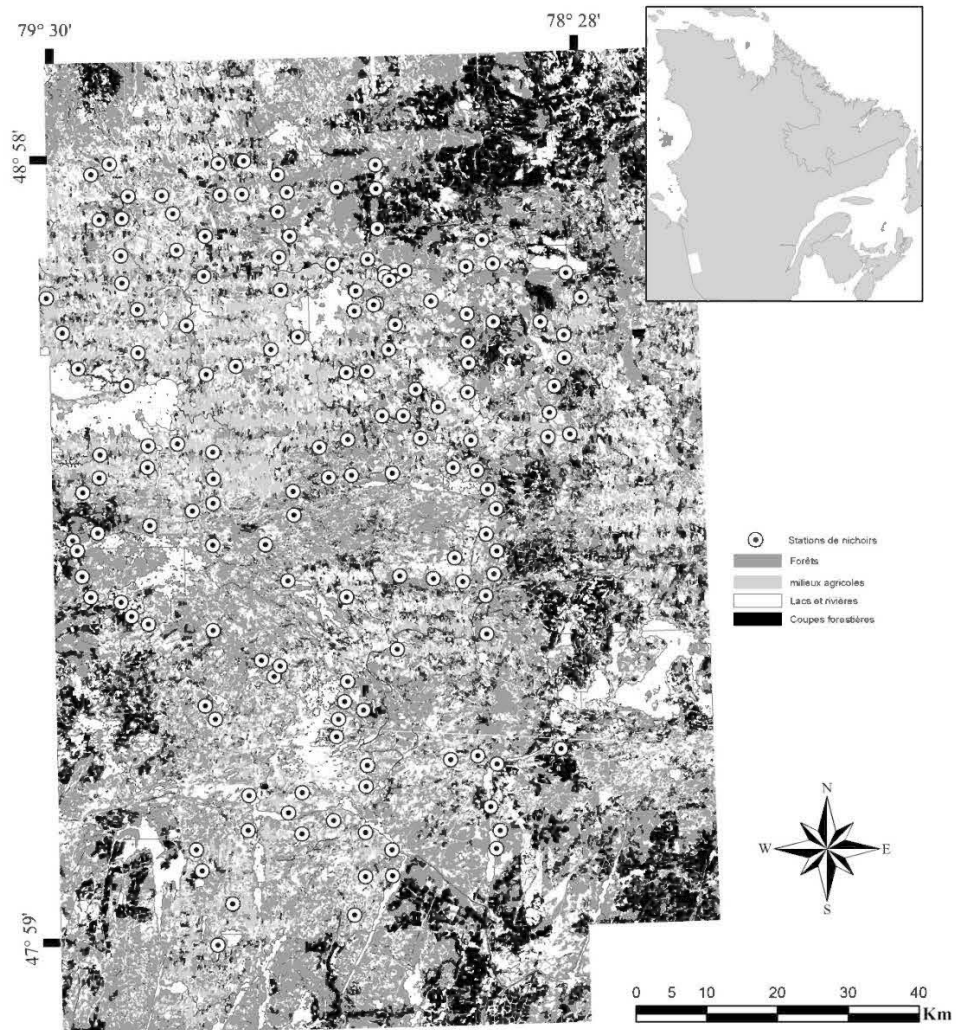 79° 30'
78° 28'
48° 58'
Stations de nichoirs
Forêts
milieux agricoles
Lacs et rivières
Coupes forestières
N
W E
S
47° 59'
0 10 20 30 40
Km